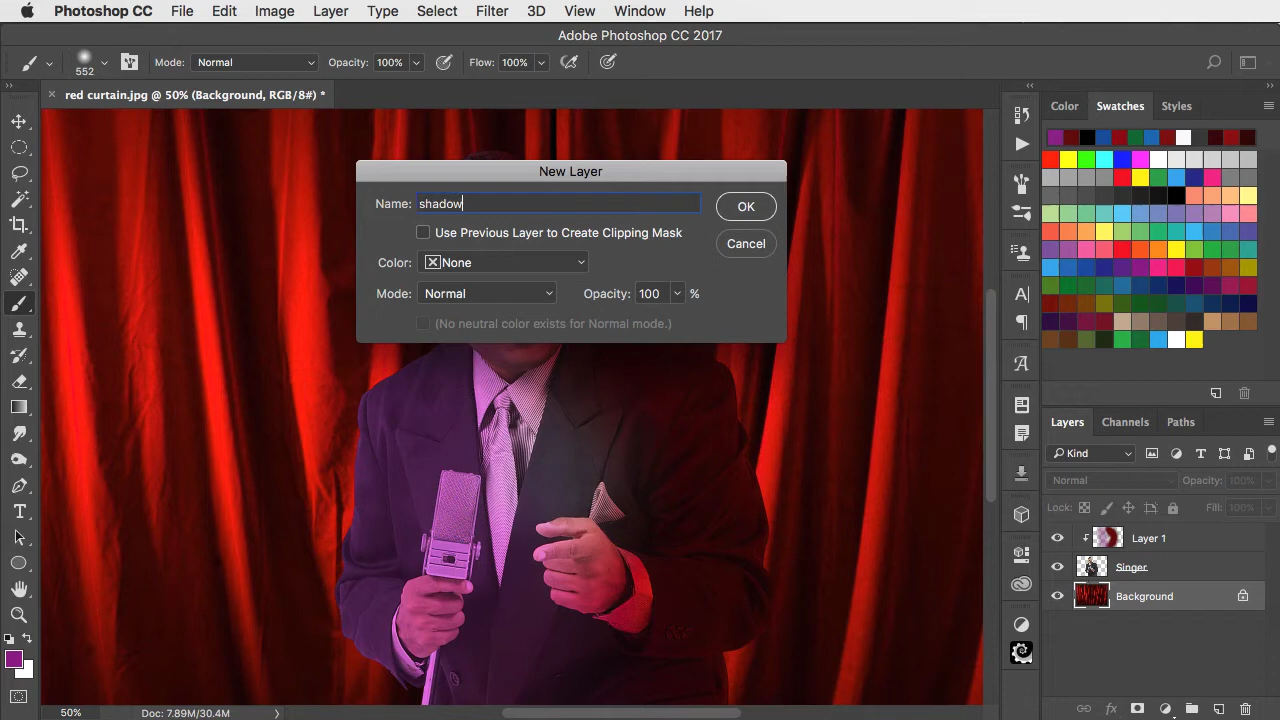 Photoshop CC File Edit Image Layer Type Select Filter 3D View Window Help
Adobe Photoshop CC 2017
552 Mode: Normal Opacity: 100% Flow: 100%
red curtain.jpg @ 50% (Background, RGB/8#) *
New Layer
Name: shadow
OK
Use Previous Layer to Create Clipping Mask
Cancel
Color: None
Mode: Normal Opacity: 100 %
(No neutral color exists for Normal mode.)
Color Swatches Styles
Layers Channels Paths
Kind
Normal Opacity: 100%
Lock: Fill: 100%
Layer 1
Singer
Background
50% Doc: 7.89M/30.4M